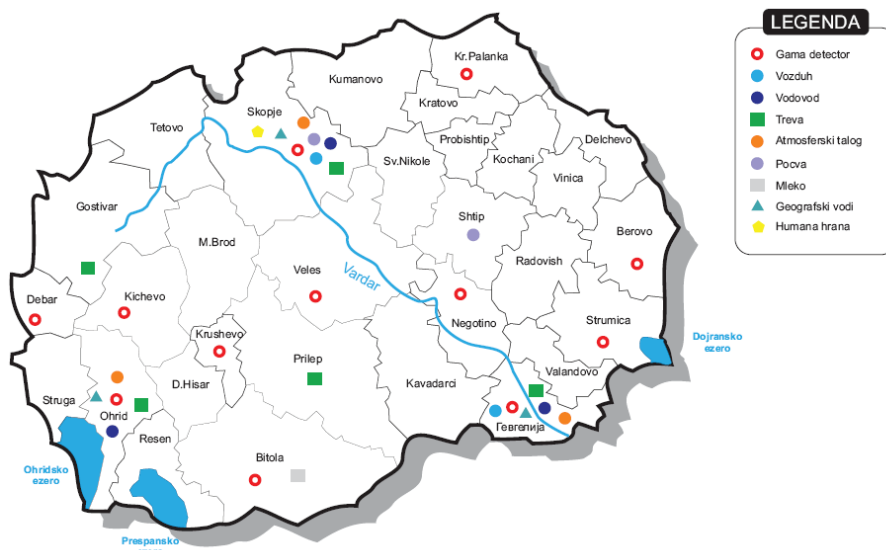 LEGENDA
Gama detector
Vozduh
Vodovod
Treva
Atmosferski talog
Pocva
Mleko
Geografski vodi
Humana hrana
Kr.Palanka
Kumanovo
Kratovo
Skopje
Tetovo
Probishtip
Delchevo
Kochani
Sv.Nikole
Vinica
Gostivar
Shtip
Berovo
M.Brod
Radovish
Veles
Vardar
Debar
Kichevo
Strumica
Krushevo
Negotino
Dojransko
ezero
Prilep
Valandovo
D.Hisar
Kavadarci
Struga
Ohrid
Гевгелија
Resen
Bitola
Ohridsko
ezero
Prespansko